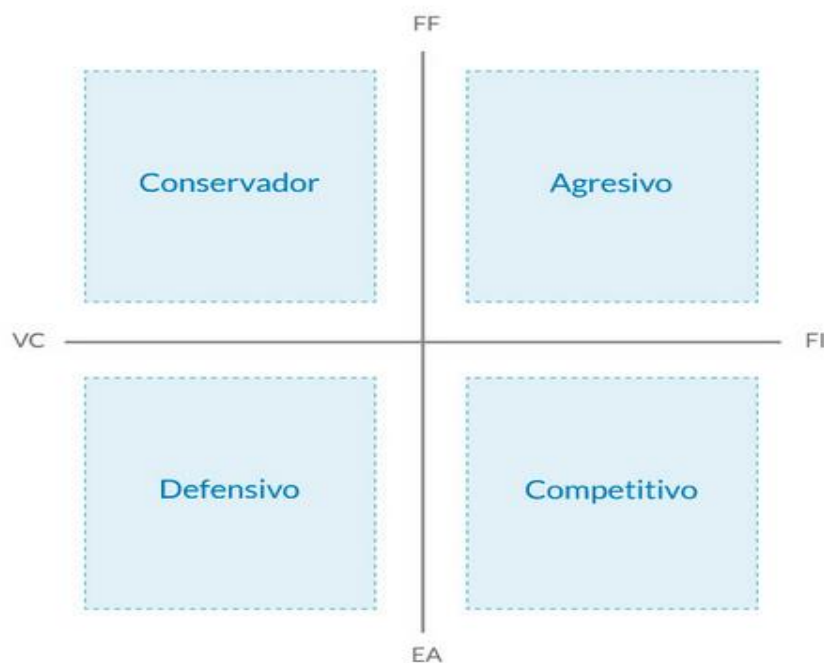 FF
Conservador
Agresivo
VC
FI
Defensivo
Competitivo
EA